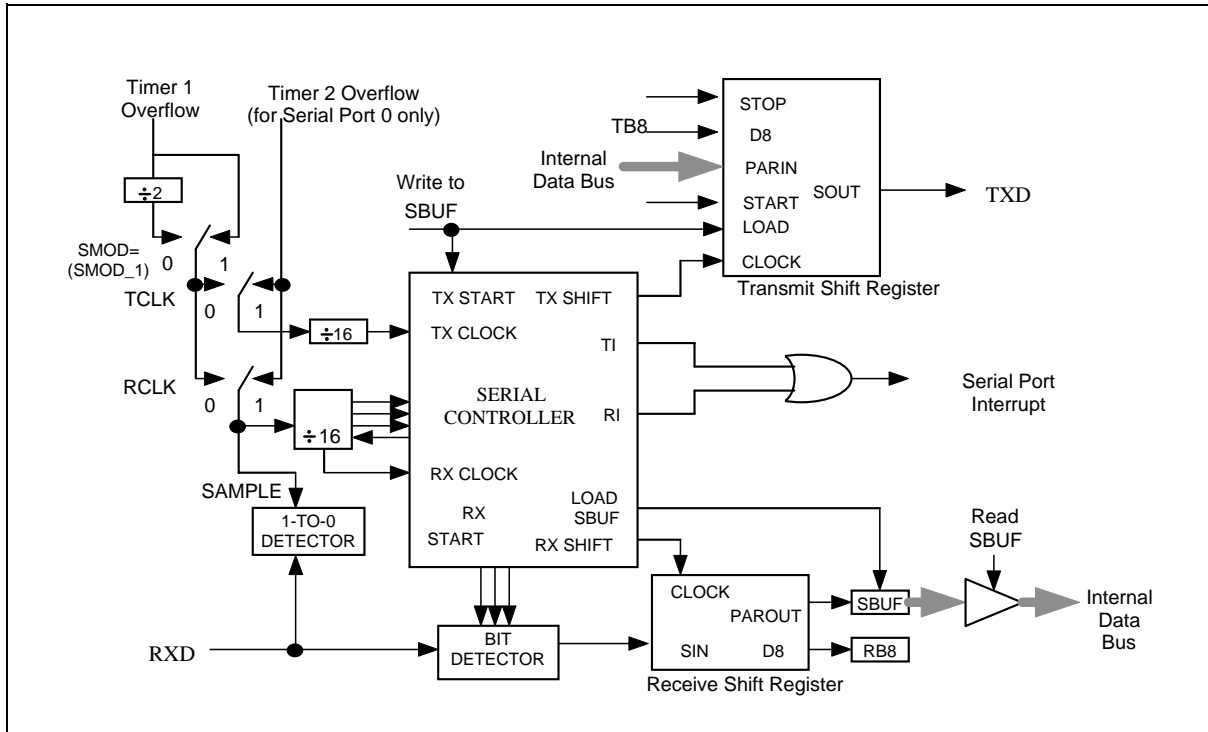 Timer 1
Overflow
Timer 2 Overflow
(for Serial Port 0 only)
÷2
SMOD=
(SMOD_1)
0
1
TCLK
0
1
÷16
RCLK
0
1
÷16
SAMPLE
1-TO-0
DETECTOR
RXD
Write to
SBUF
TX START
TX SHIFT
TX CLOCK
TI
SERIAL
CONTROLLER
RI
RX CLOCK
LOAD
SBUF
RX
START
RX SHIFT
BIT
DETECTOR
TB8
Internal
Data Bus
STOP
D8
PARIN
SOUT
START
LOAD
CLOCK
Transmit Shift Register
TXD
Serial Port
Interrupt
CLOCK
PAROUT
SIN
D8
Receive Shift Register
SBUF
RB8
Read
SBUF
Internal
Data
Bus